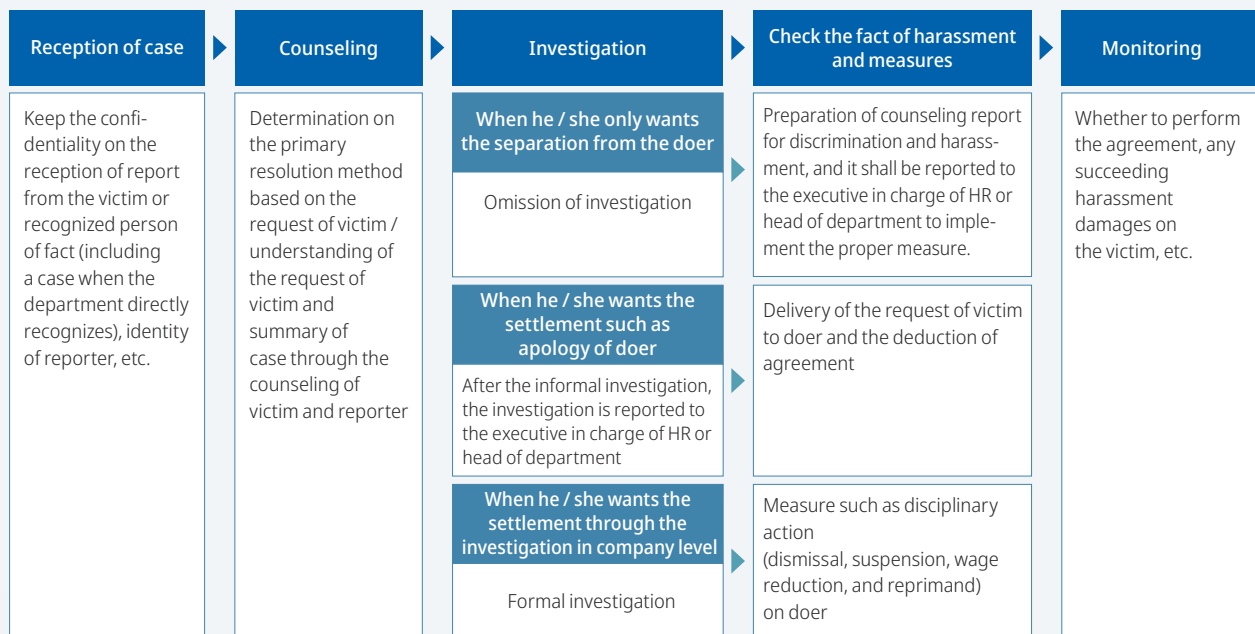 Reception of case
Counseling
Investigation
Check the fact of harassment
and measures
Monitoring
Keep the confi-
dentiality on the
reception of report
from the victim or
recognized person
of fact (including
a case when the
department directly
recognizes), identity
of reporter, etc.
Determination on
the primary
resolution method
based on the
request of victim /
understanding of
the request of
victim and
summary of
case through the
counseling of
victim and reporter
When he / she only wants
the separation from the doer
Omission of investigation
Preparation of counseling report
for discrimination and harass-
ment, and it shall be reported to
the executive in charge of HR or
head of department to imple-
ment the proper measure.
When he / she wants the
settlement such as
apology of doer
After the informal investigation,
the investigation is reported to
the executive in charge of HR or
head of department
Delivery of the request of victim
to doer and the deduction of
agreement
When he / she wants the
settlement through the
investigation in company level
Formal investigation
Measure such as disciplinary
action
(dismissal, suspension, wage
reduction, and reprimand)
on doer
Whether to perform
the agreement, any
succeeding
harassment
damages on
the victim, etc.